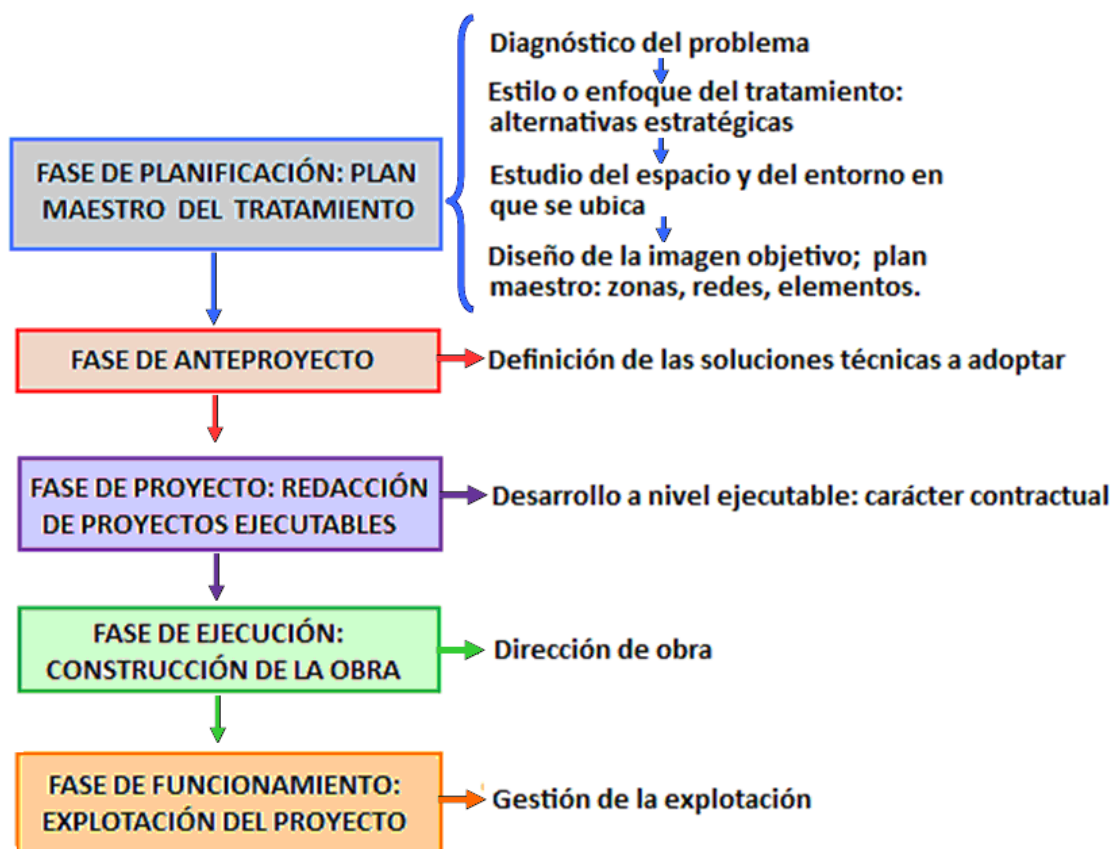 Diagnóstico del problema
Estilo o enfoque del tratamiento:
alternativas estratégicas
FASE DE PLANIFICACIÓN: PLAN
MAESTRO DEL TRATAMIENTO
Estudio del espacio y del entorno en
que se ubica
Diseño de la imagen objetivo; plan
maestro: zonas, redes, elementos.
FASE DE ANTEPROYECTO
Definición de las soluciones técnicas a adoptar
FASE DE PROYECTO: REDACCIÓN
DE PROYECTOS EJECUTABLES
Desarrollo a nivel ejecutable: carácter contractual
FASE DE EJECUCIÓN:
CONSTRUCCIÓN DE LA OBRA
Dirección de obra
FASE DE FUNCIONAMIENTO:
EXPLOTACIÓN DEL PROYECTO
Gestión de la explotación